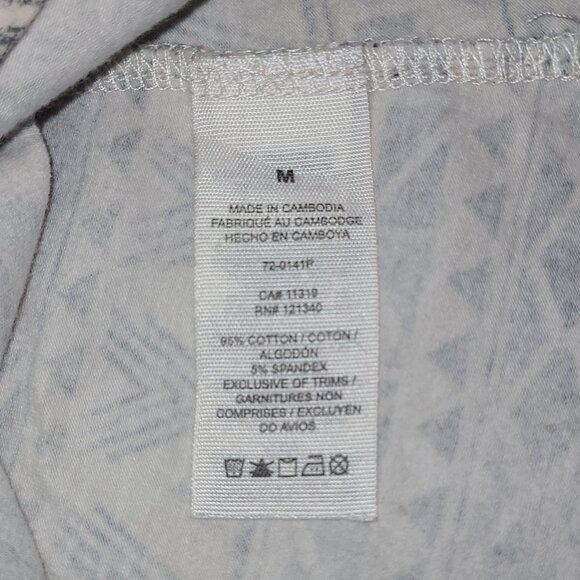 M
MADE IN CAMBODIA
FABRIQUÉ AU CAMBODGE
HECHO EN CAMBOYA
72-0141P
CA# 11319
RN# 121340
95% COTTON / COTON /
ALGODÓN
5% SPANDEX
EXCLUSIVE OF TRIMS /
GARNITURES NON
COMPRISES / EXCLUYEN
DO AVIOS